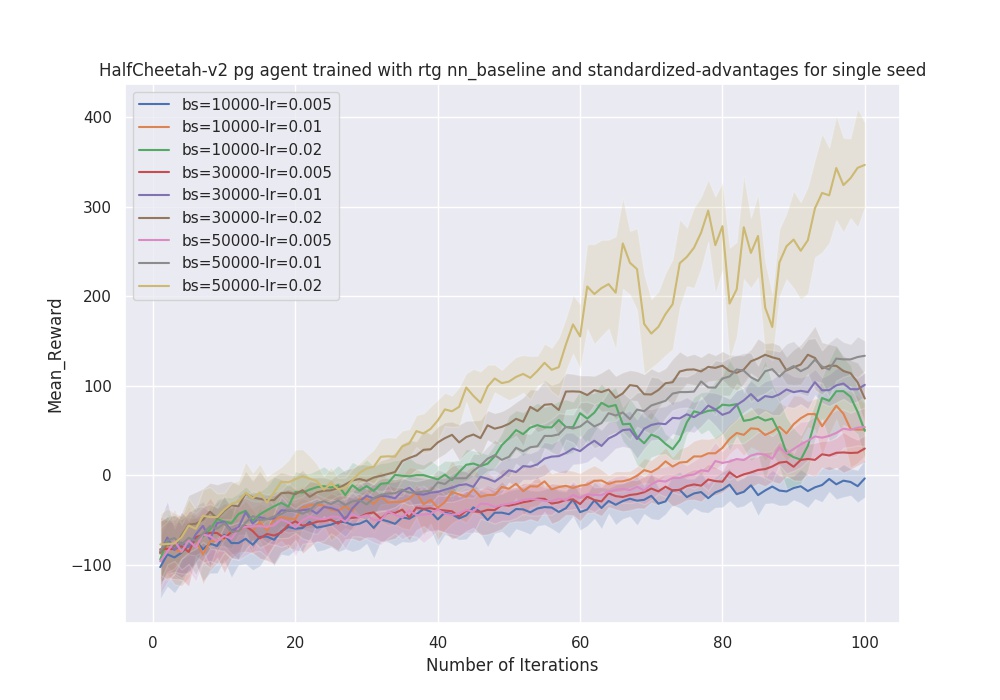 HalfCheetah-v2 pg agent trained with rtg nn_baseline and standardized-advantages for single seed
400
300
200
100
0
−100
Mean_Reward
bs=10000-lr=0.005
bs=10000-lr=0.01
bs=10000-lr=0.02
bs=30000-lr=0.005
bs=30000-lr=0.01
bs=30000-lr=0.02
bs=50000-lr=0.005
bs=50000-lr=0.01
bs=50000-lr=0.02
0
20
40
60
80
100
Number of Iterations